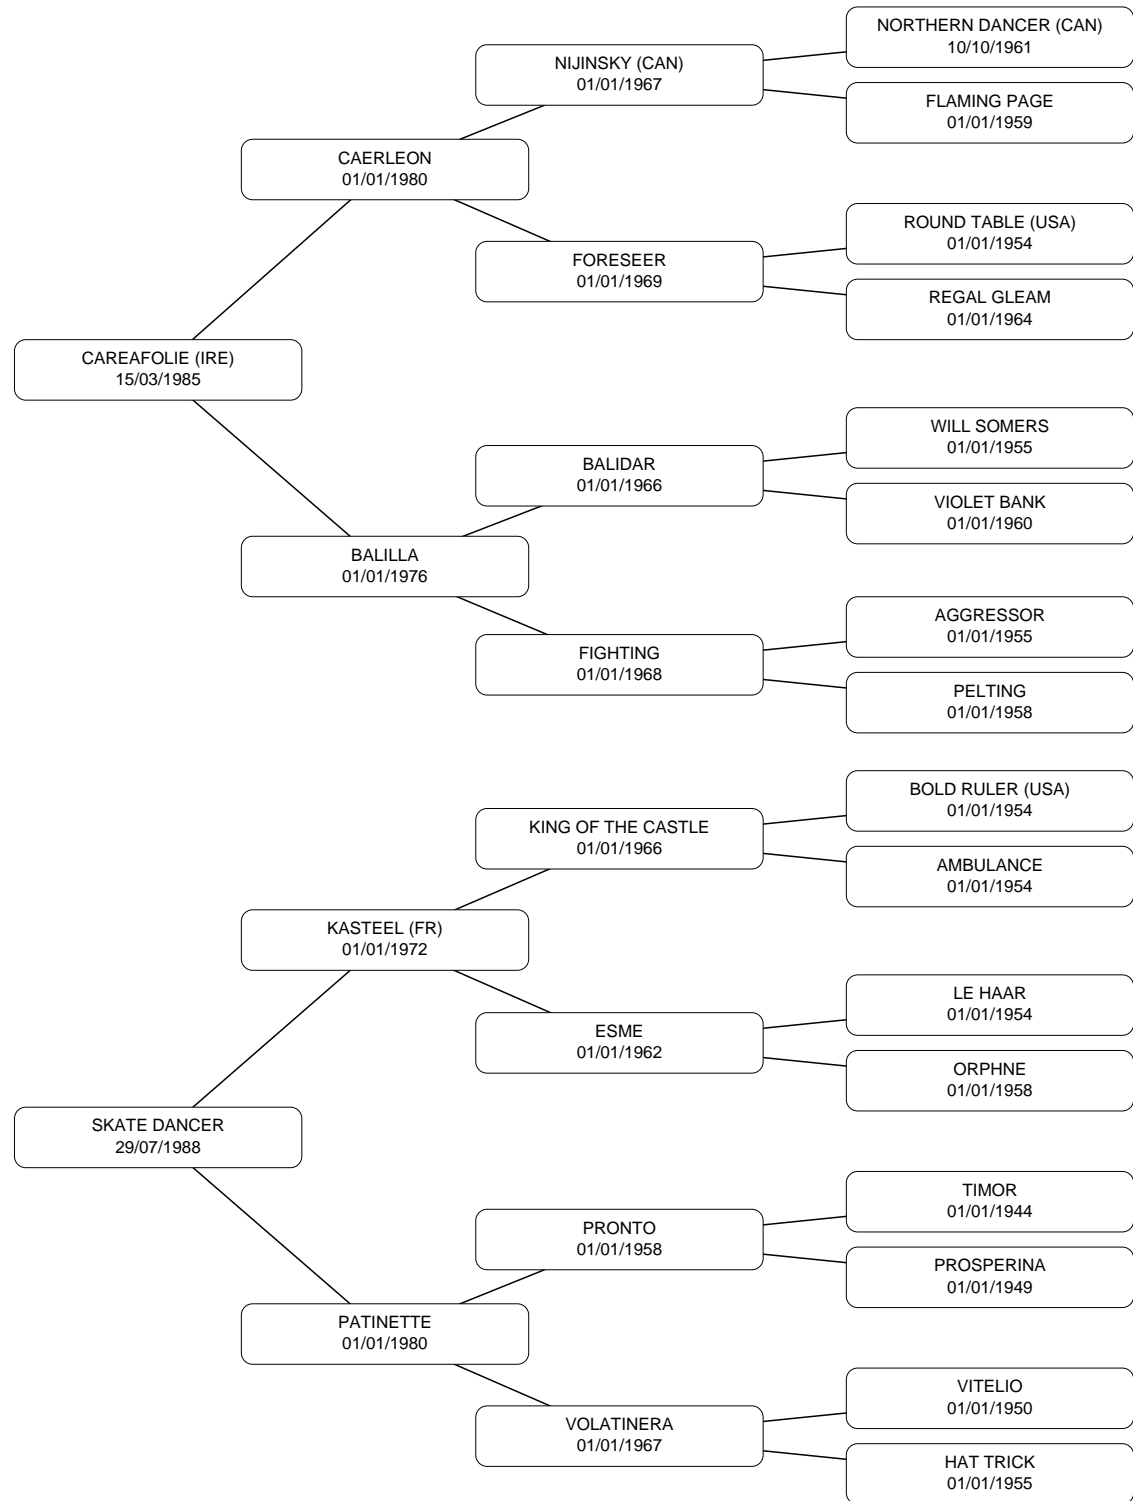 NORTHERN DANCER (CAN)
10/10/1961
NIJINSKY (CAN)
01/01/1967
FLAMING PAGE
01/01/1959
CAERLEON
01/01/1980
ROUND TABLE (USA)
01/01/1954
FORESEER
01/01/1969
REGAL GLEAM
01/01/1964
CAREAFOLIE (IRE)
15/03/1985
WILL SOMERS
01/01/1955
BALIDAR
01/01/1966
VIOLET BANK
01/01/1960
BALILLA
01/01/1976
AGGRESSOR
01/01/1955
FIGHTING
01/01/1968
PELTING
01/01/1958
BOLD RULER (USA)
01/01/1954
KING OF THE CASTLE
01/01/1966
AMBULANCE
01/01/1954
KASTEEL (FR)
01/01/1972
LE HAAR
01/01/1954
ESME
01/01/1962
ORPHNE
01/01/1958
SKATE DANCER
29/07/1988
TIMOR
01/01/1944
PRONTO
01/01/1958
PROSPERINA
01/01/1949
PATINETTE
01/01/1980
VITELIO
01/01/1950
VOLATINERA
01/01/1967
HAT TRICK
01/01/1955